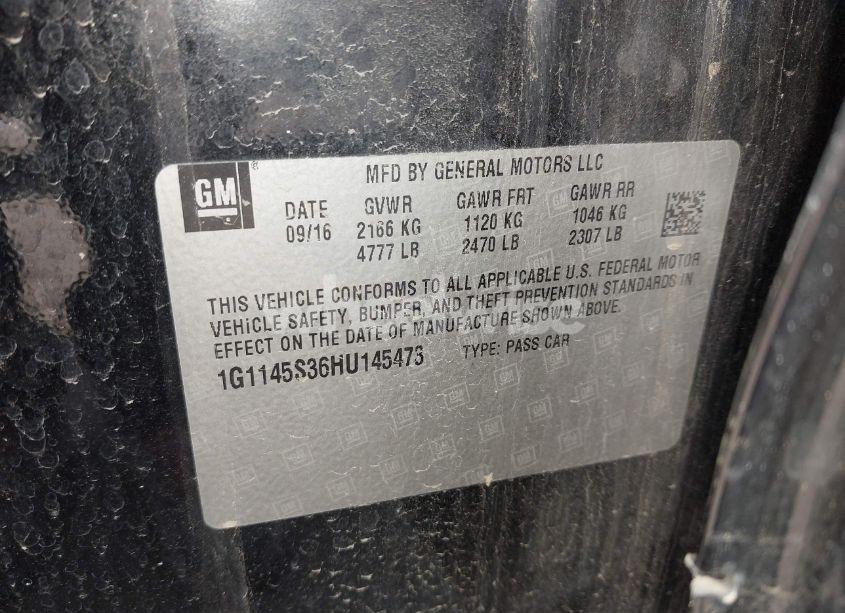 GM
MFD BY GENERAL MOTORS LLC
DATE GVWR GAWR FRT GAWR RR
09/16 2166 KG 1120 KG 1046 KG
4777 LB 2470 LB 2307 LB
THIS VEHICLE CONFORMS TO ALL APPLICABLE U.S. FEDERAL MOTOR
VEHICLE SAFETY, BUMPER, AND THEFT PREVENTION STANDARDS IN
EFFECT ON THE DATE OF MANUFACTURE SHOWN ABOVE.
1G1145S36HU145473 TYPE: PASS CAR